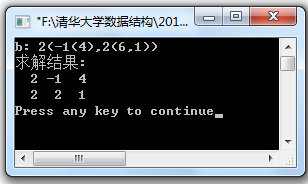 "F:\清华大学数据结构\201...
b: 2(-1(4),2(6,1))
求解结果:
  2 -1  4
  2  2  1
Press any key to continue